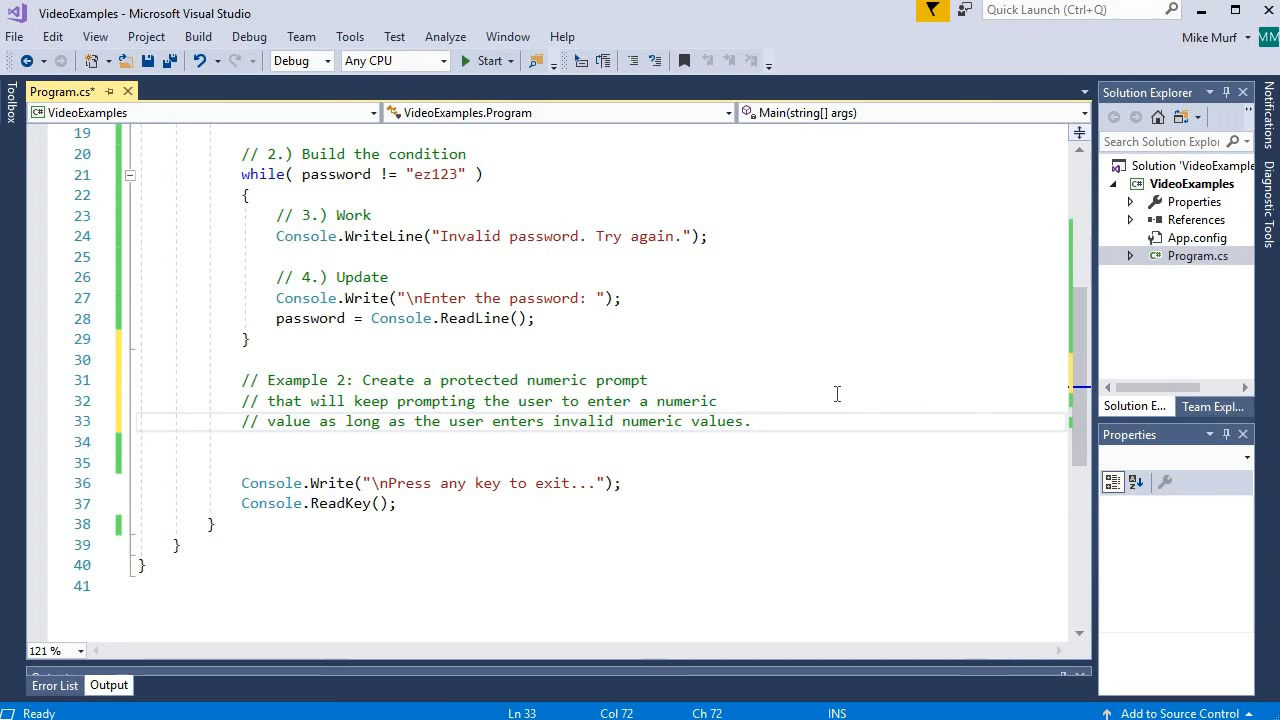 VideoExamples - Microsoft Visual Studio
Quick Launch (Ctrl+Q)
File Edit View Project Build Debug Team Tools Test Analyze Window Help
Mike Murf MM
Debug Any CPU Start
Toolbox
Program.cs*
VideoExamples VideoExamples.Program Main(string[] args)
19
20 // 2.) Build the condition
21 while( password != "ez123" )
22 {
23 // 3.) Work
24 Console.WriteLine("Invalid password. Try again.");
25
26 // 4.) Update
27 Console.Write("\nEnter the password: ");
28 password = Console.ReadLine();
29 }
30
31 // Example 2: Create a protected numeric prompt
32 // that will keep prompting the user to enter a numeric
33 // value as long as the user enters invalid numeric values.
34
35
36 Console.Write("\nPress any key to exit...");
37 Console.ReadKey();
38 }
39 }
40 }
41
121 %
Solution Explorer
Search Solution Explor
Solution 'VideoExample
VideoExamples
Properties
References
App.config
Program.cs
Solution E... Team Expl...
Properties
Notifications
Diagnostic Tools
Error List Output
Ready Ln 33 Col 72 Ch 72 INS Add to Source Control